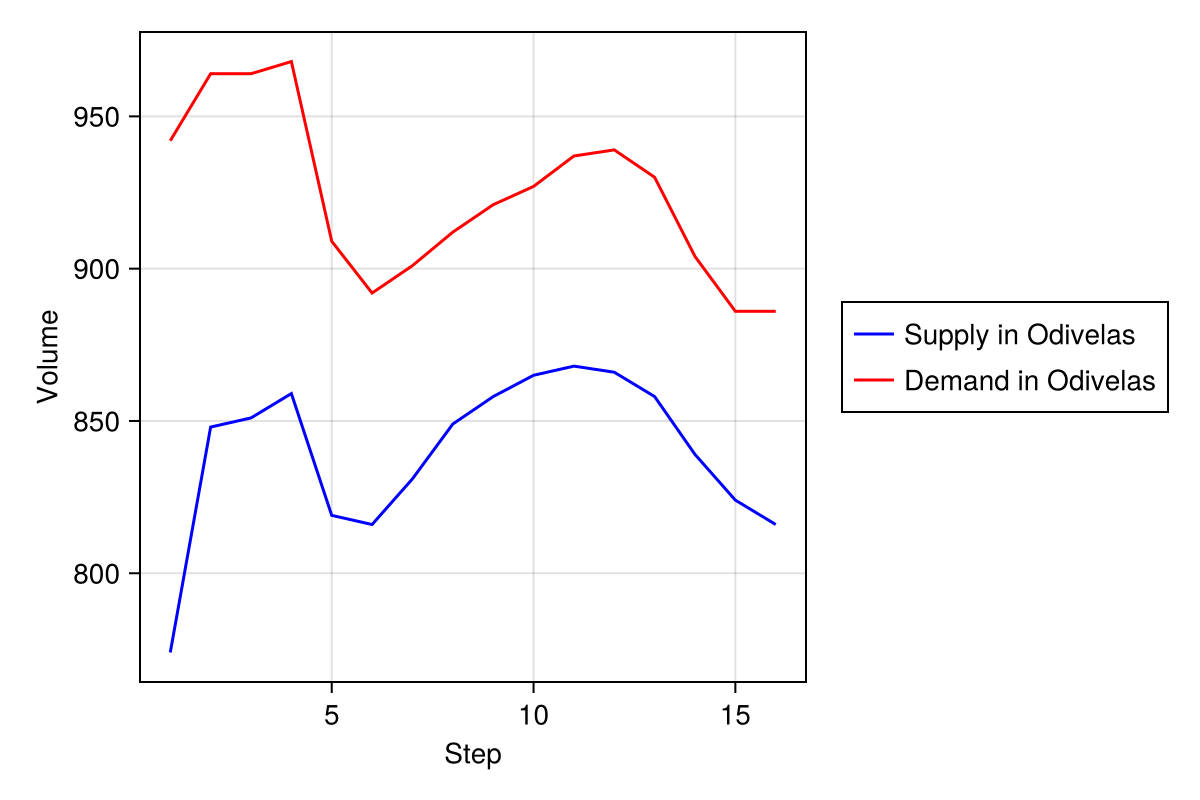 950
900
850
800
Volume
5 10 15
Step
Supply in Odivelas
Demand in Odivelas